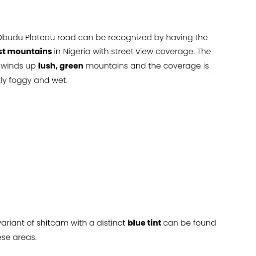 Obudu Plateau road can be recognized by having the
st mountains in Nigeria with street view coverage. The
winds up lush, green mountains and the coverage is
ly foggy and wet.
variant of shitcam with a distinct blue tint can be found
se areas.